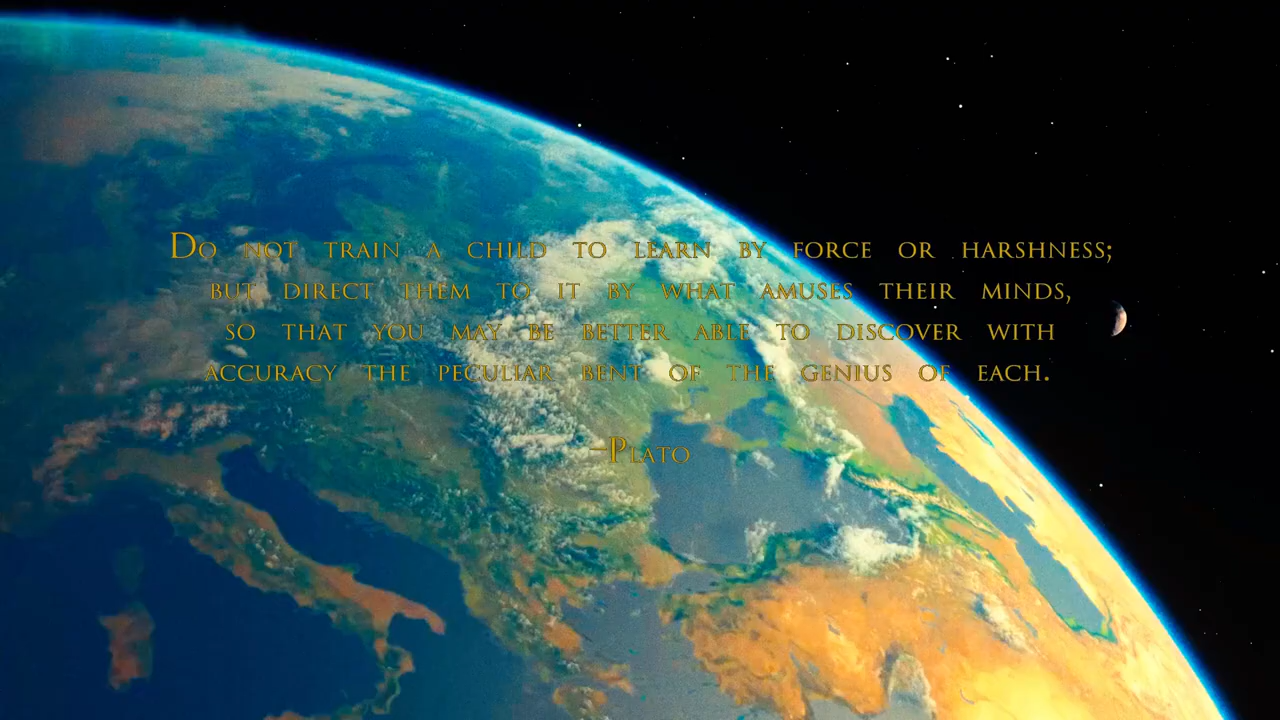 Do not train a child to learn by force or harshness;
but direct them to it by what amuses their minds,
so that you may be better able to discover with
accuracy the peculiar bent of the genius of each.
–Plato